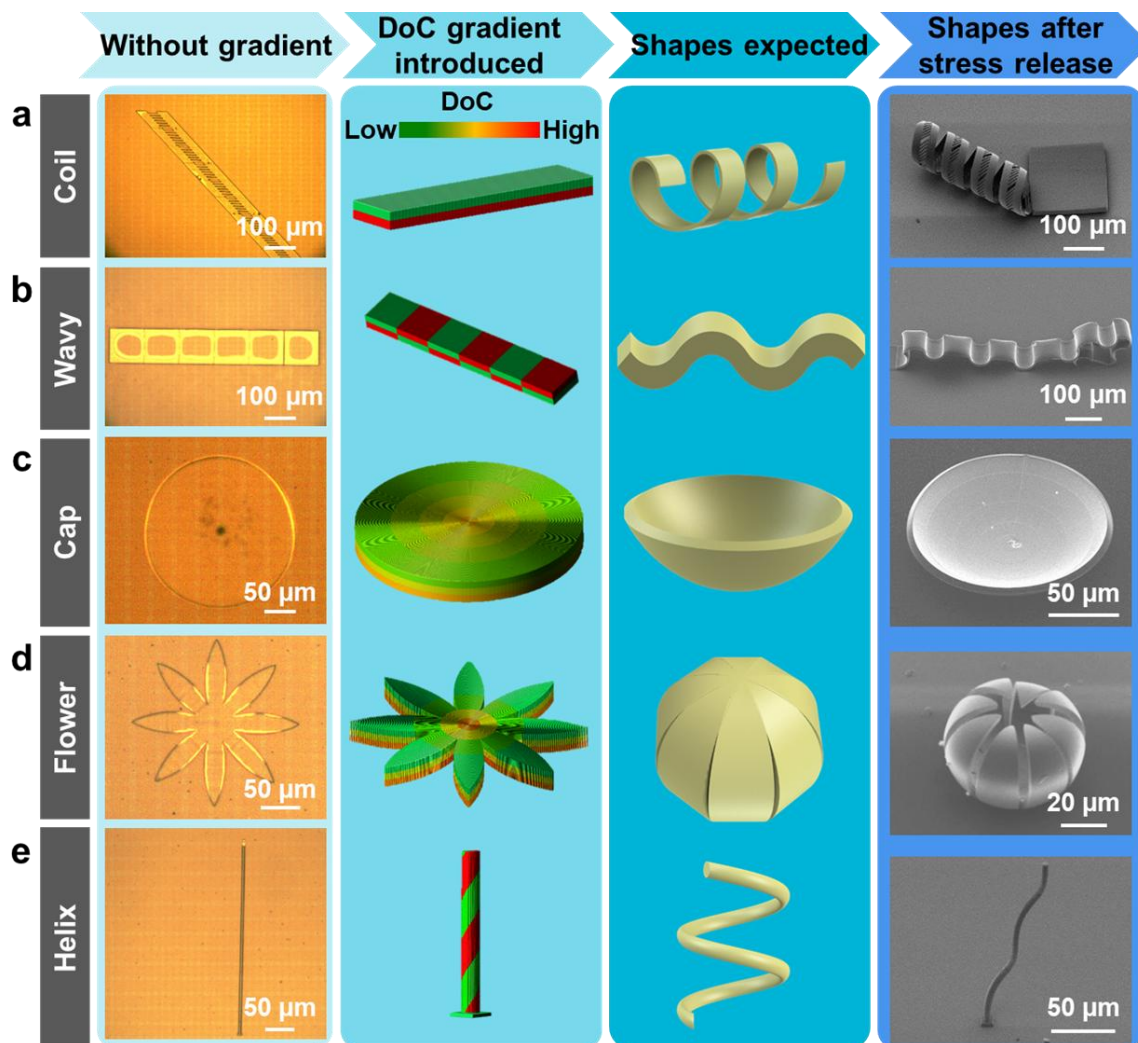 Without gradient
DoC gradient
introduced
Shapes expected
Shapes after
stress release
a
Coil
100 µm
DoC
Low
High
100 µm
b
Wavy
100 µm
100 µm
c
Cap
50 µm
50 µm
d
Flower
50 µm
20 µm
e
Helix
50 µm
50 µm